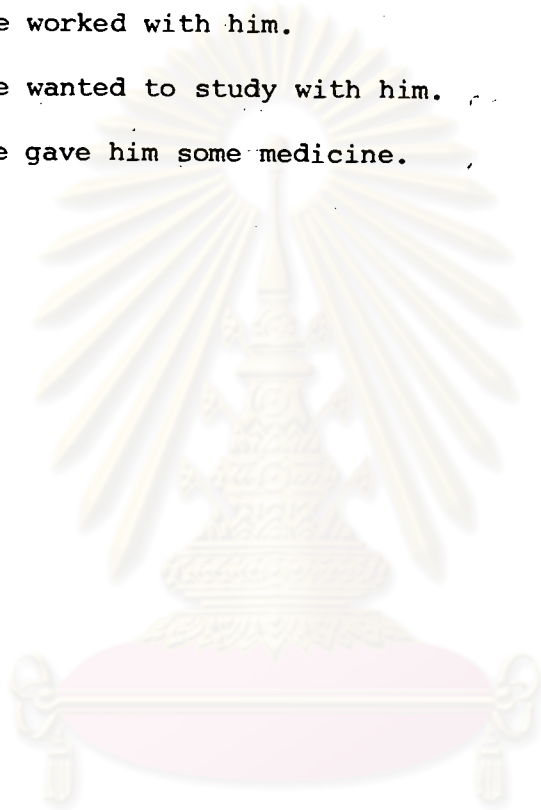 worked with him.
wanted to study with him.
gave him some medicine.